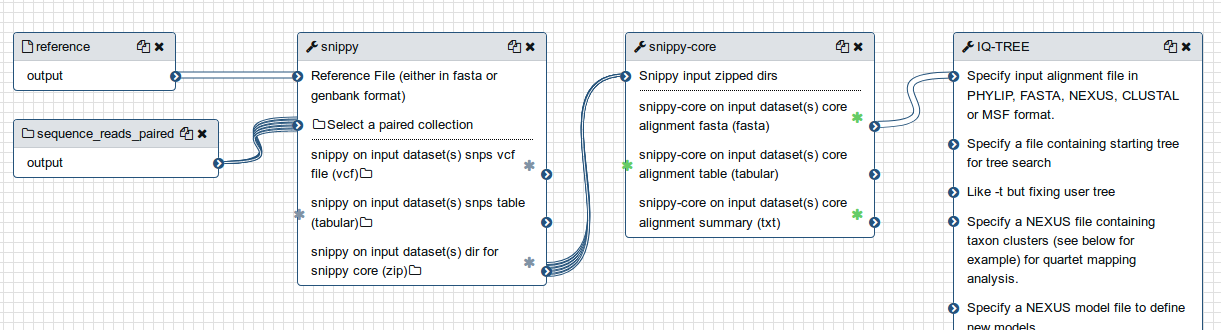 reference
output
sequence_reads_paired
output
snippy
Reference File (either in fasta or
genbank format)
Select a paired collection
snippy on input dataset(s) snps vcf
file (vcf)
snippy on input dataset(s) snps table
(tabular)
snippy on input dataset(s) dir for
snippy core (zip)
snippy-core
Snippy input zipped dirs
snippy-core on input dataset(s) core
alignment fasta (fasta)
snippy-core on input dataset(s) core
alignment table (tabular)
snippy-core on input dataset(s) core
alignment summary (txt)
IQ-TREE
Specify input alignment file in
PHYLIP, FASTA, NEXUS, CLUSTAL
or MSF format.
Specify a file containing starting tree
for tree search
Like -t but fixing user tree
Specify a NEXUS file containing
taxon clusters (see below for
example) for quartet mapping
analysis.
Specify a NEXUS model file to define
new models